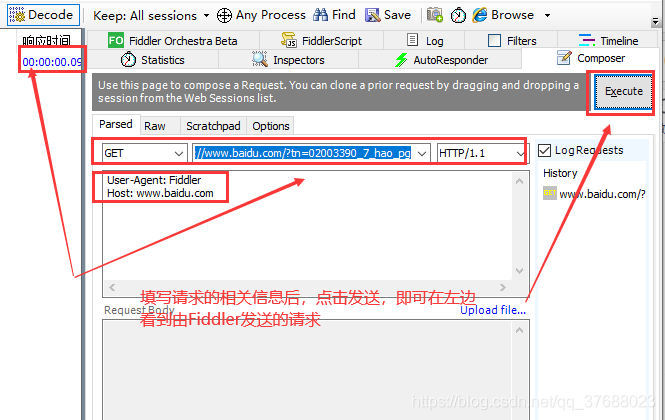 Decode
Keep: All sessions
Any Process
Find
Save
Browse
响应时间
00:00:00.09
FO Fiddler Orchestra Beta
FiddlerScript
Log
Filters
Timeline
Statistics
Inspectors
AutoResponder
Composer
Use this page to compose a Request. You can clone a prior request by dragging and dropping a
session from the Web Sessions list.
Execute
Parsed
Raw
Scratchpad
Options
GET
//www.baidu.com/?tn=02003390_7_hao_pg
HTTP/1.1
Log Requests
User-Agent: Fiddler
Host: www.baidu.com
History
www.baidu.com/?
填写请求的相关信息后，点击发送，即可在左边
看到由Fiddler发送的请求
Request Body
Upload file...
https://blog.csdn.net/qq_37688023